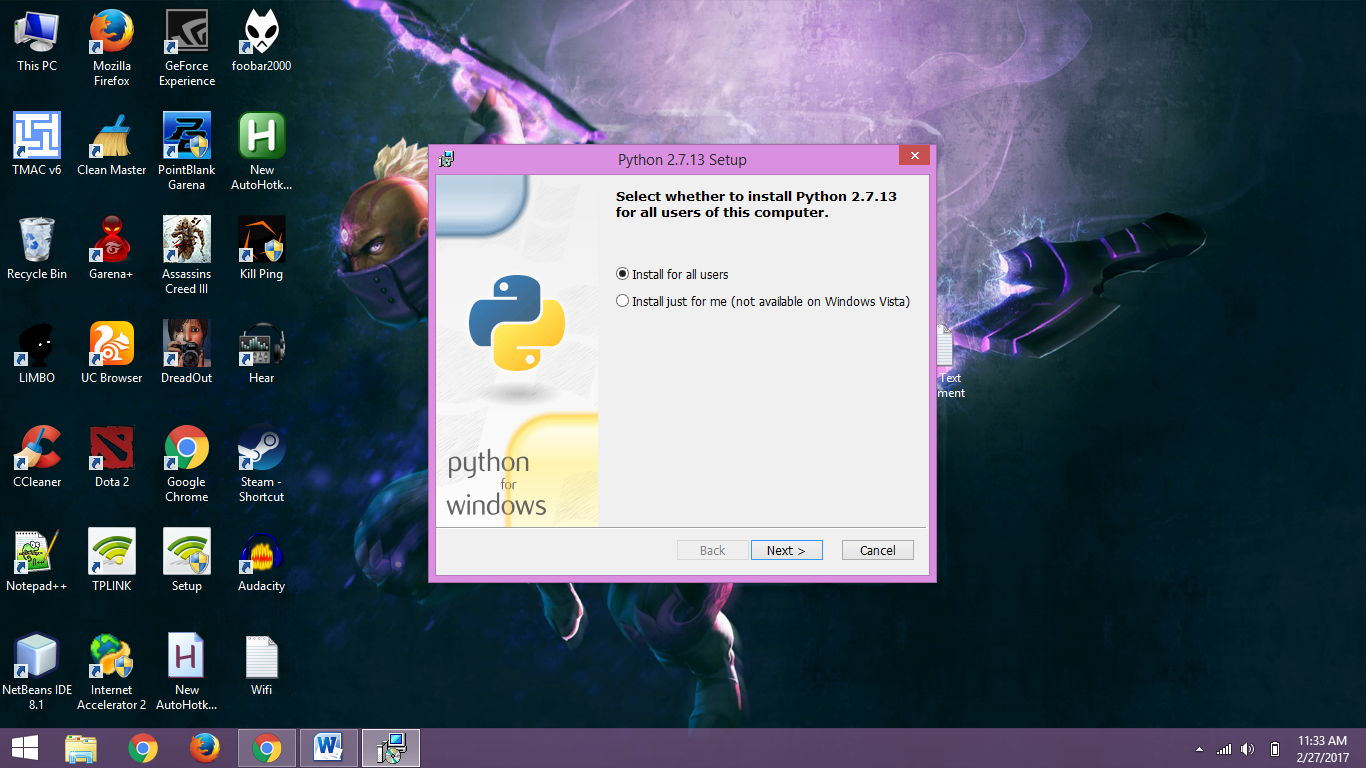 This PC
Mozilla
Firefox
GeForce
Experience
foobar2000
TMAC v6
Clean Master
PointBlank
Garena
New
AutoHotk...
Recycle Bin
Garena+
Assassins
Creed III
Kill Ping
LIMBO
UC Browser
DreadOut
Hear
CCleaner
Dota 2
Google
Chrome
Steam -
Shortcut
Notepad++
TPLINK
Setup
Audacity
NetBeans IDE
8.1
Internet
Accelerator 2
New
AutoHotk...
Wifi
Python 2.7.13 Setup
Select whether to install Python 2.7.13
for all users of this computer.
Install for all users
Install just for me (not available on Windows Vista)
python
for
windows
Back
Next >
Cancel
Text
ment
11:33 AM
2/27/2017